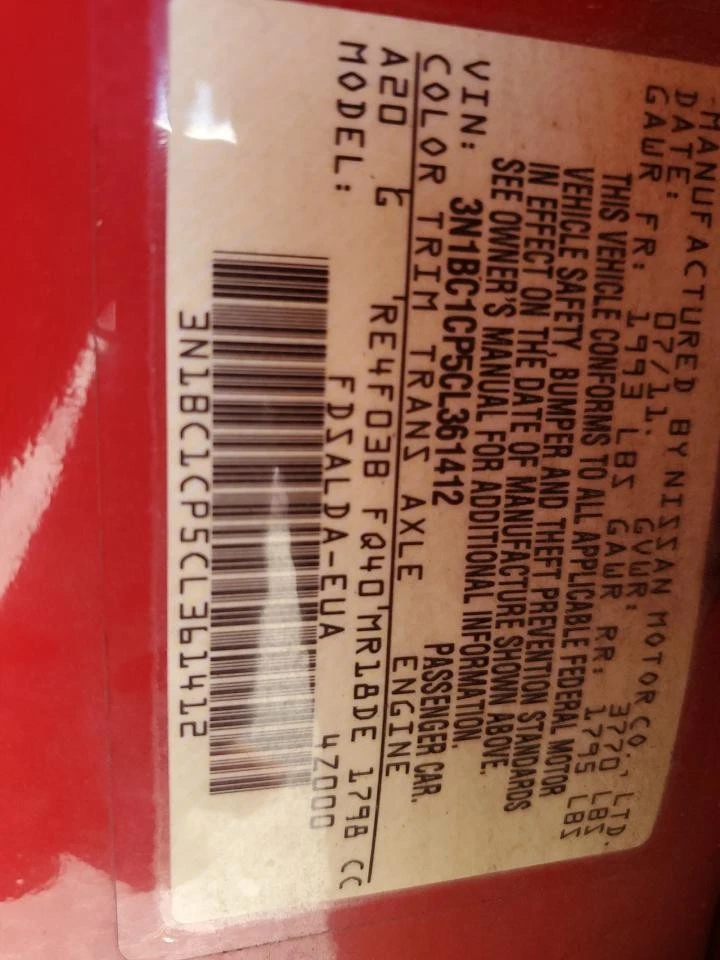 MANUFACTURED BY NISSAN MOTOR CO., LTD.
DATE: 07/11. GVWR: 3770 LBS
GAWR FR: 1993 LBS GAWR RR: 1795 LBS
THIS VEHICLE CONFORMS TO ALL APPLICABLE FEDERAL MOTOR
VEHICLE SAFETY, BUMPER AND THEFT PREVENTION STANDARDS
IN EFFECT ON THE DATE OF MANUFACTURE SHOWN ABOVE.
SEE OWNER'S MANUAL FOR ADDITIONAL INFORMATION.
VIN: 3N1BC1CP5CL361412 PASSENGER CAR.
COLOR TRIM TRANS AXLE ENGINE
A20 G RE4F03B FQ40 MR18DE 1798 CC
MODEL: FDSALDA-EUA 4Z000
3N1BC1CP5CL361412